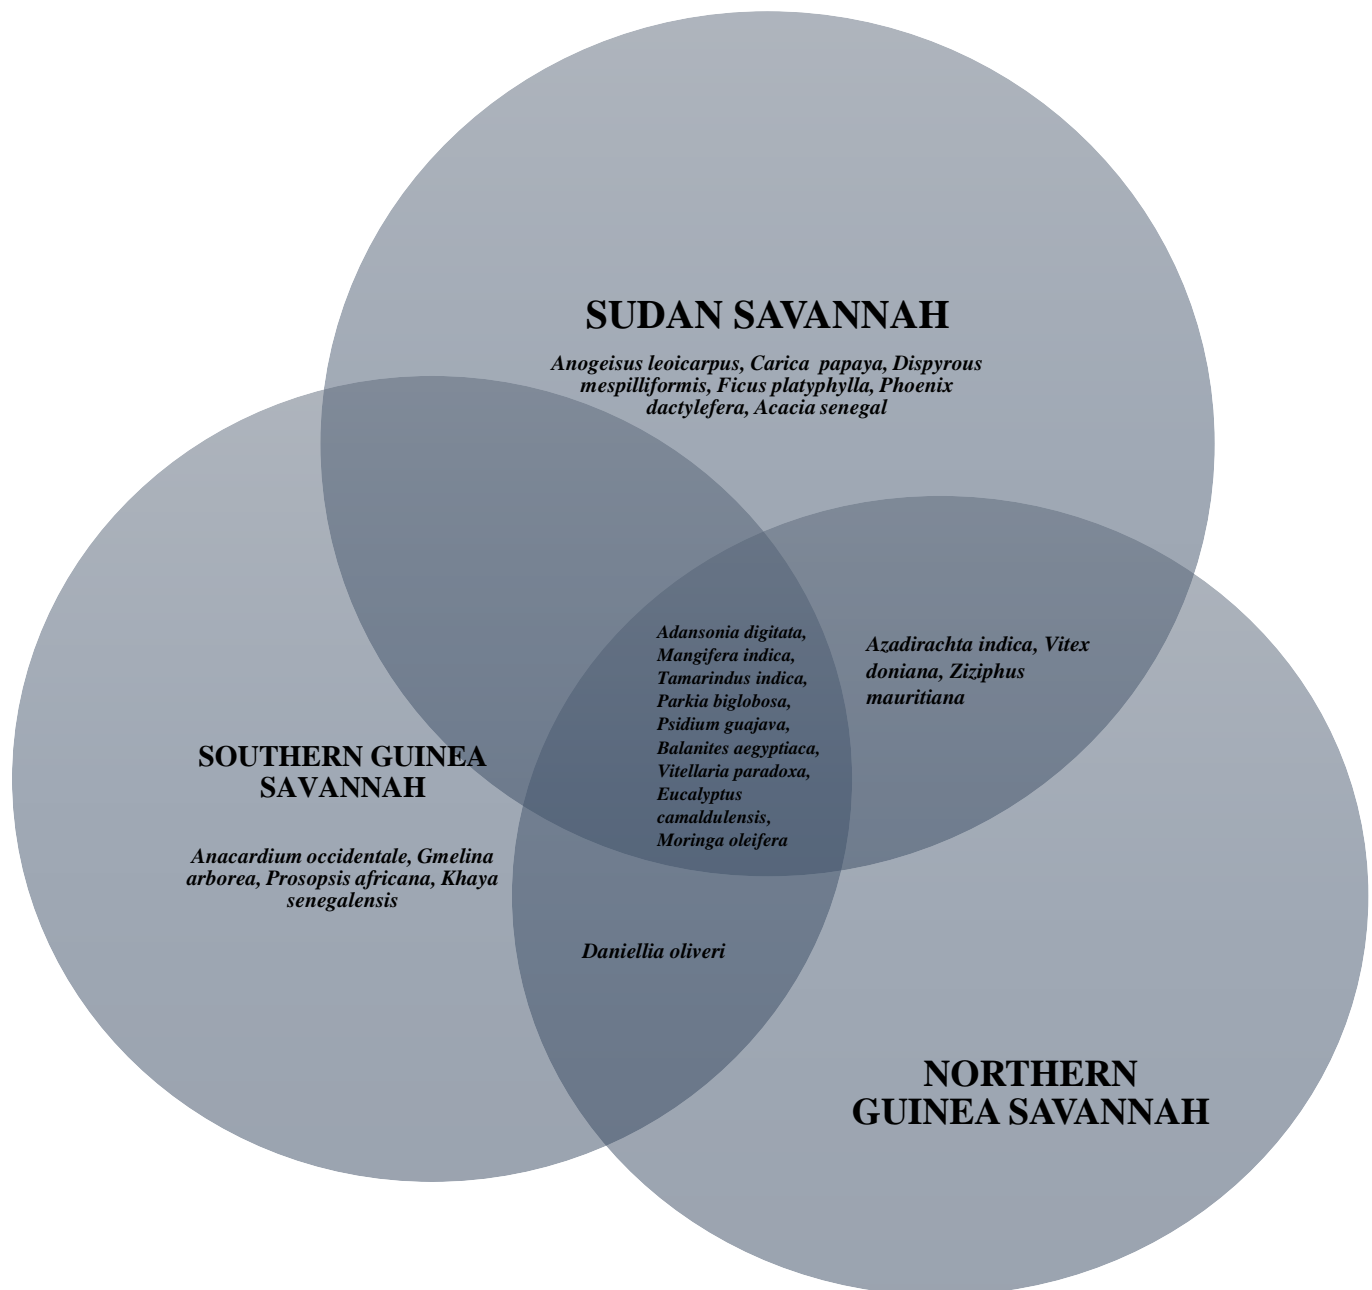 SUDAN SAVANNAH
Anogeisus leoicarpus, Carica papaya, Dispyrous
mespilliformis, Ficus platyphylla, Phoenix
dactylefera, Acacia senegal
Adansonia digitata,
Mangifera indica,
Tamarindus indica,
Parkia biglobosa,
Psidium guajava,
Balanites aegyptiaca,
Vitellaria paradoxa,
Eucalyptus
camaldulensis,
Moringa oleifera
Azadirachta indica, Vitex
doniana, Ziziphus
mauritiana
SOUTHERN GUINEA
SAVANNAH
Anacardium occidentale, Gmelina
arborea, Prosopsis africana, Khaya
senegalensis
Daniellia oliveri
NORTHERN
GUINEA SAVANNAH